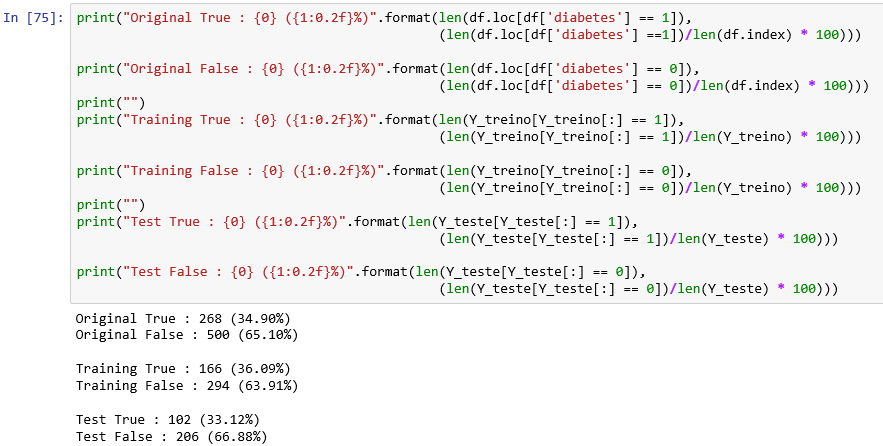 In [75]: print("Original True : {0} ({1:0.2f}%)".format(len(df.loc[df['diabetes'] == 1]),
(len(df.loc[df['diabetes'] ==1])/len(df.index) * 100)))
print("Original False : {0} ({1:0.2f}%)".format(len(df.loc[df['diabetes'] == 0]),
(len(df.loc[df['diabetes'] == 0])/len(df.index) * 100)))
print("")
print("Training True : {0} ({1:0.2f}%)".format(len(Y_treino[Y_treino[:] == 1]),
(len(Y_treino[Y_treino[:] == 1])/len(Y_treino) * 100)))
print("Training False : {0} ({1:0.2f}%)".format(len(Y_treino[Y_treino[:] == 0]),
(len(Y_treino[Y_treino[:] == 0])/len(Y_treino) * 100)))
print("")
print("Test True : {0} ({1:0.2f}%)".format(len(Y_teste[Y_teste[:] == 1]),
(len(Y_teste[Y_teste[:] == 1])/len(Y_teste) * 100)))
print("Test False : {0} ({1:0.2f}%)".format(len(Y_teste[Y_teste[:] == 0]),
(len(Y_teste[Y_teste[:] == 0])/len(Y_teste) * 100)))
Original True : 268 (34.90%)
Original False : 500 (65.10%)
Training True : 166 (36.09%)
Training False : 294 (63.91%)
Test True : 102 (33.12%)
Test False : 206 (66.88%)